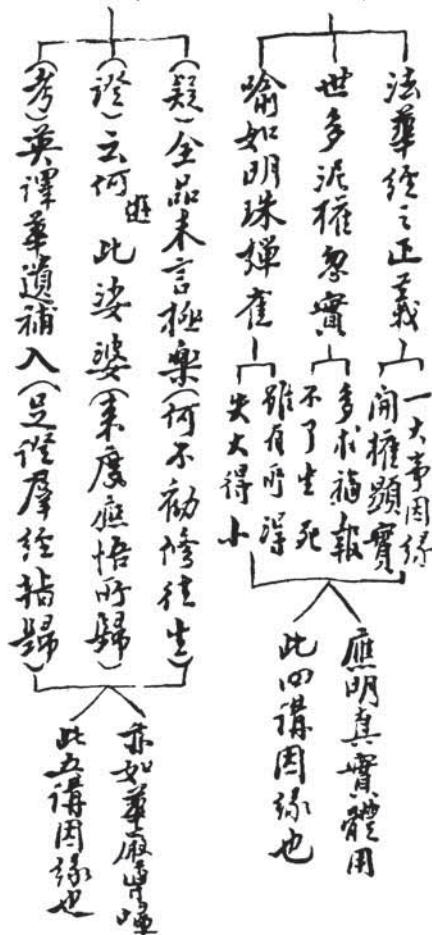 法華經之正義
一大事因緣
開權顯實
世多泥權忽實
多求福報
不了生死
喻如明珠彈雀
雖有所得
失大得小
應明真實體用
此四講因緣也
(疑)全品未言極樂(何不勸修往生)
(證)云何遊此娑婆(來度應悟所歸)
(考)英譯華遺補入(足證羣經指歸)
亦如華嚴
此五講因緣也